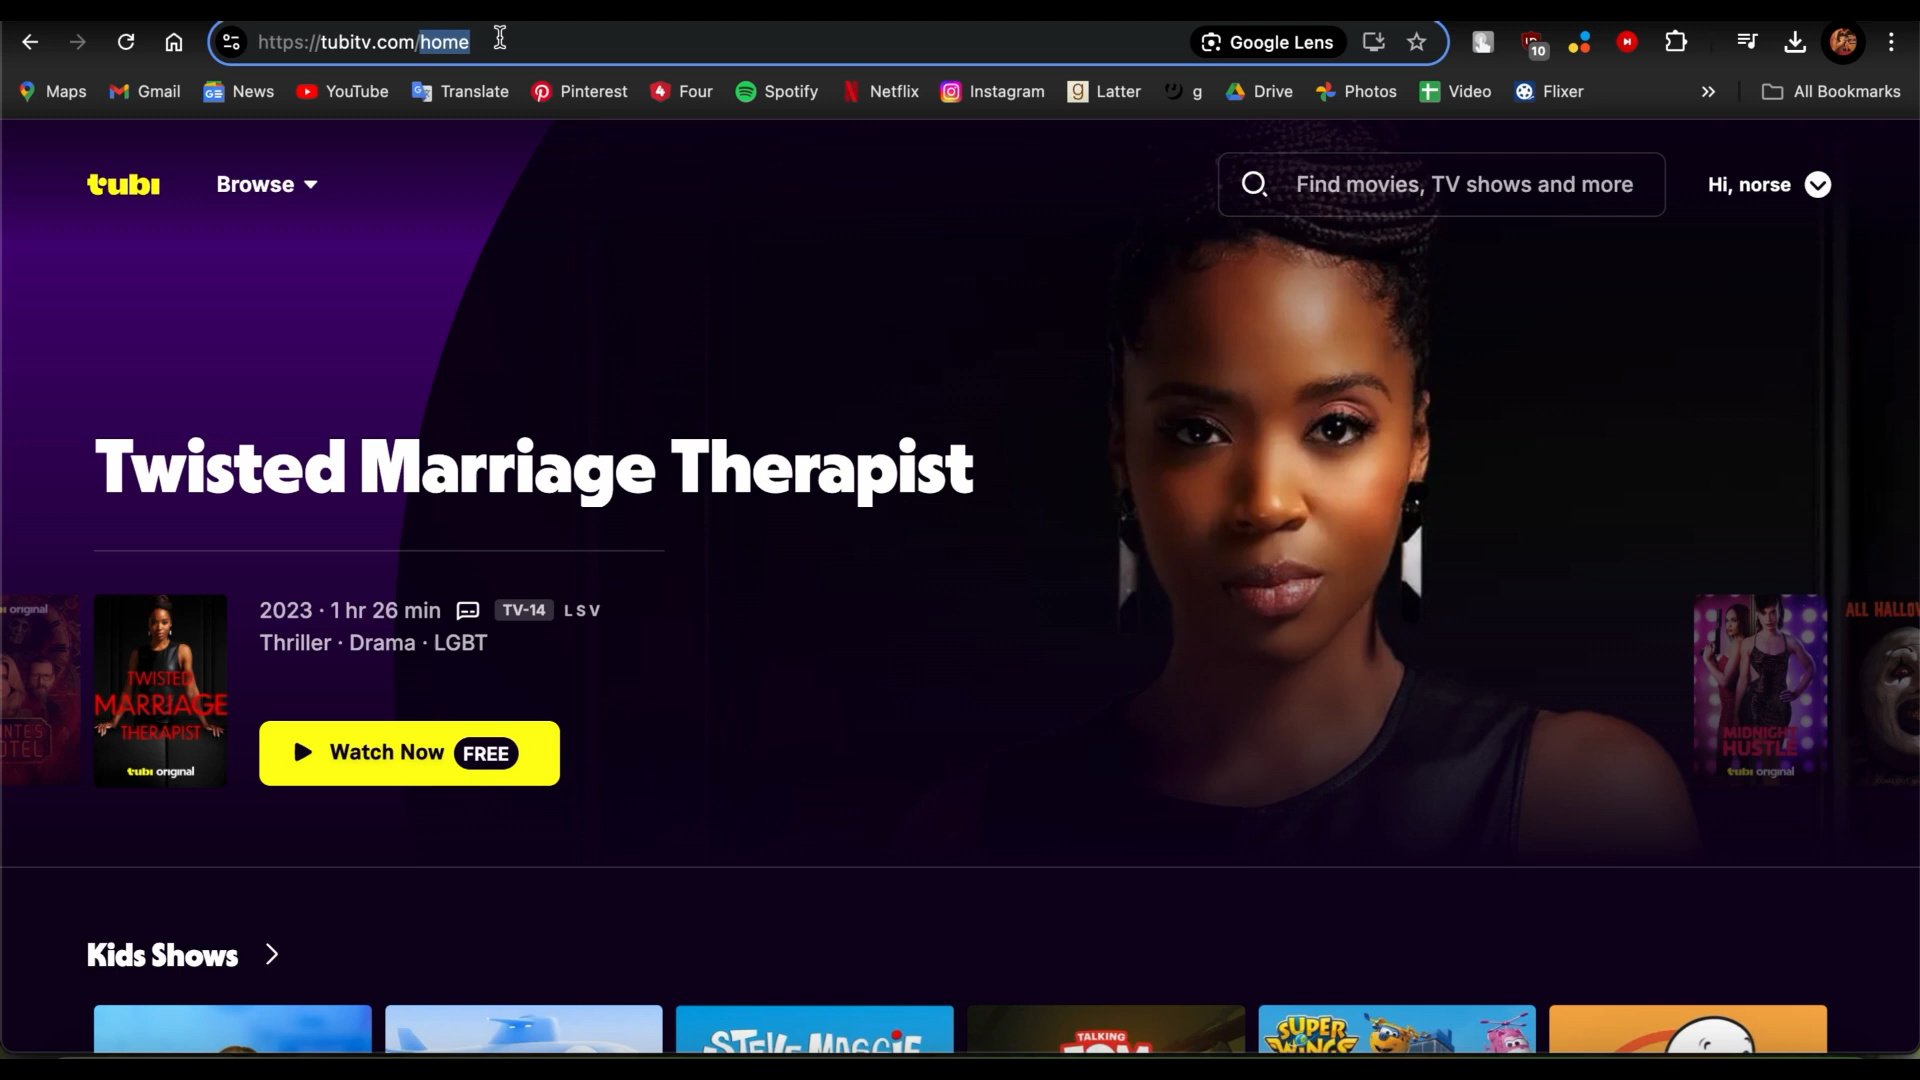 https://tubitv.com/home
Google Lens
10
Maps
Gmail
News
YouTube
Translate
Pinterest
Four
Spotify
Netflix
Instagram
Latter
g
Drive
Photos
Video
Flixer
All Bookmarks
tubi
Browse
Find movies, TV shows and more
Hi, norse
Twisted Marriage Therapist
2023 · 1 hr 26 min
TV-14
L S V
Thriller · Drama · LGBT
original
TWISTED
MARRIAGE
THERAPIST
tubi original
MIDNIGHT
HUSTLE
tubi original
ALL HALLOW
Watch Now FREE
Kids Shows
STEVE MAGGIE
TALKING
TOM
SUPER
WINGS